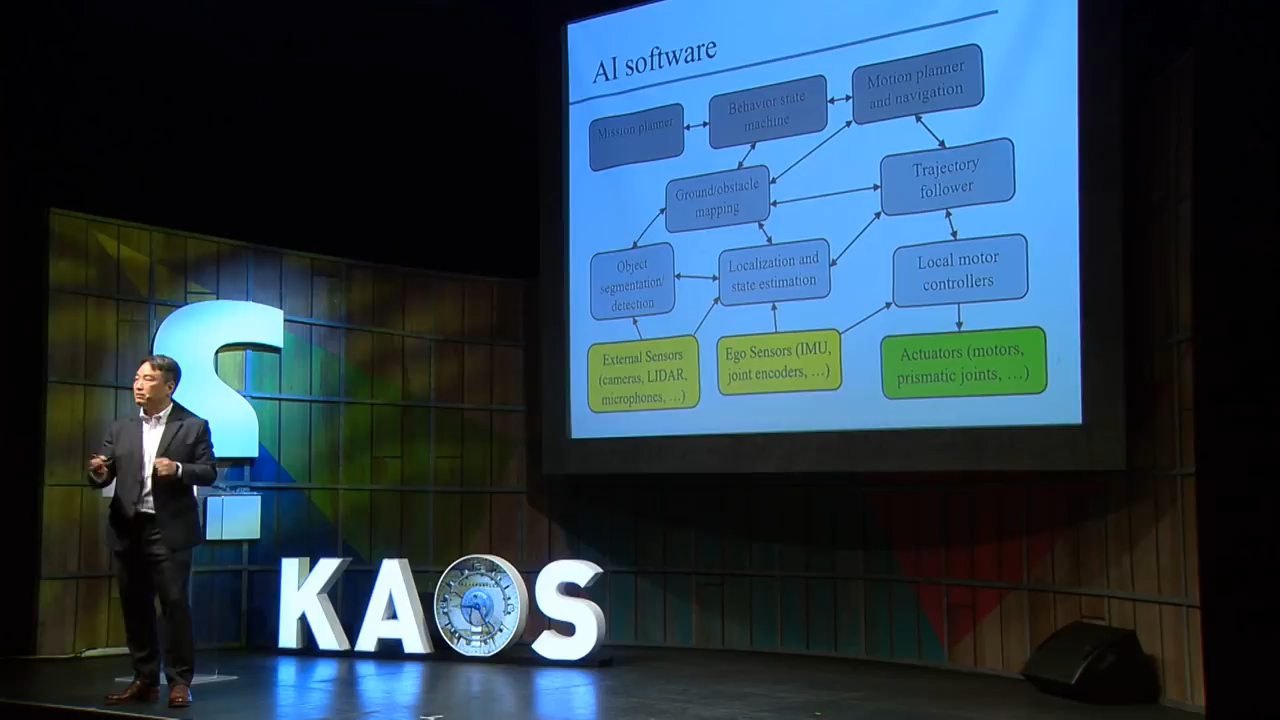 AI software
Mission planner
Behavior state
machine
Motion planner
and navigation
Ground/obstacle
mapping
Trajectory
follower
Object
segmentation/
detection
Localization and
state estimation
Local motor
controllers
External Sensors
(cameras, LIDAR,
microphones, …)
Ego Sensors (IMU,
joint encoders, …)
Actuators (motors,
prismatic joints, …)
KAOS